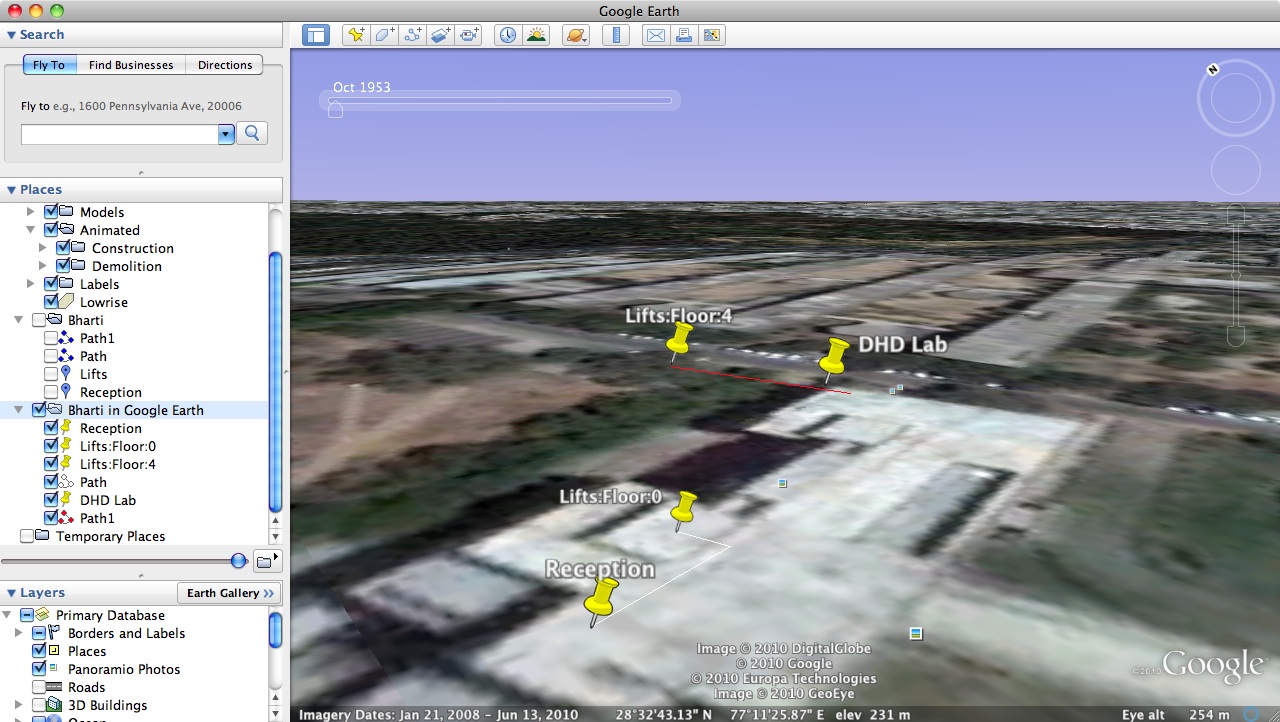 Google Earth
Search
Fly To Find Businesses Directions
Fly to e.g., 1600 Pennsylvania Ave, 20006
Places
Models
Animated
Construction
Demolition
Labels
Lowrise
Bharti
Path1
Path
Lifts
Reception
Bharti in Google Earth
Reception
Lifts:Floor:0
Lifts:Floor:4
Path
DHD Lab
Path1
Temporary Places
Layers Earth Gallery >>
Primary Database
Borders and Labels
Places
Panoramio Photos
Roads
3D Buildings
Ocean
Oct 1953
N
Lifts:Floor:4
DHD Lab
Lifts:Floor:0
Reception
Image © 2010 DigitalGlobe
© 2010 Google
© 2010 Europa Technologies
Image © 2010 GeoEye
©2010 Google
Imagery Dates: Jan 21, 2008 – Jun 13, 2010 28°32'43.13" N 77°11'25.87" E elev 231 m Eye alt 254 m